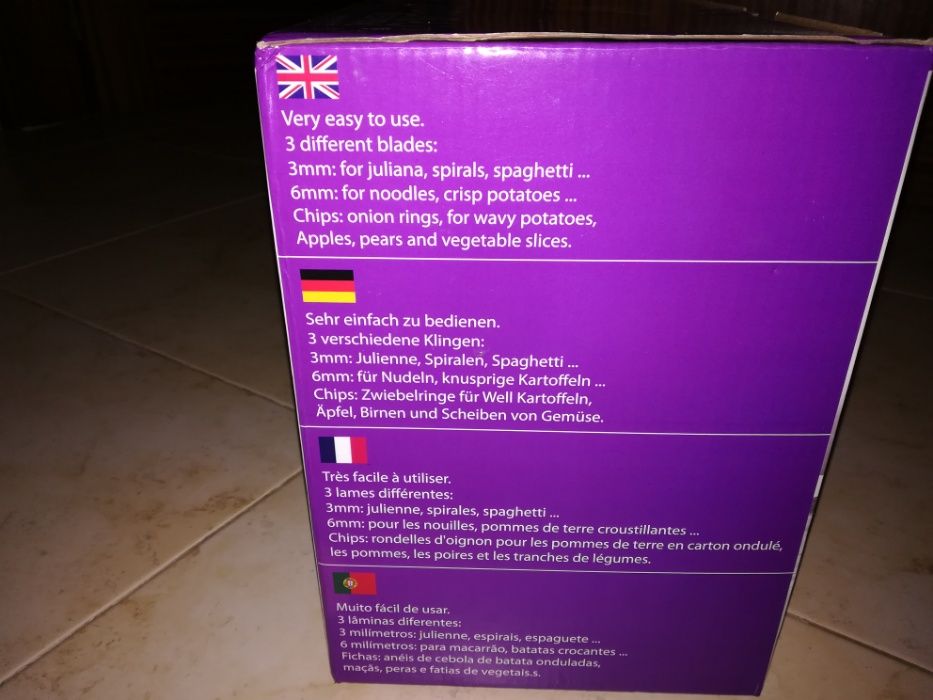 Very easy to use.
3 different blades:
3mm: for juliana, spirals, spaghetti ...
6mm: for noodles, crisp potatoes ...
Chips: onion rings, for wavy potatoes,
Apples, pears and vegetable slices.
Sehr einfach zu bedienen.
3 verschiedene Klingen:
3mm: Julienne, Spiralen, Spaghetti ...
6mm: für Nudeln, knusprige Kartoffeln ...
Chips: Zwiebelringe für Well Kartoffeln,
Äpfel, Birnen und Scheiben von Gemüse.
Très facile à utiliser.
3 lames différentes:
3mm: julienne, spirales, spaghetti ...
6mm: pour les nouilles, pommes de terre croustillantes ...
Chips: rondelles d'oignon pour les pommes de terre en carton ondulé,
les pommes, les poires et les tranches de légumes.
Muito fácil de usar.
3 lâminas diferentes:
3 milímetros: julienne, espirais, espaguete ...
6 milímetros: para macarrão, batatas crocantes ...
Fichas: anéis de cebola de batata onduladas,
maçãs, peras e fatias de vegetais.s.